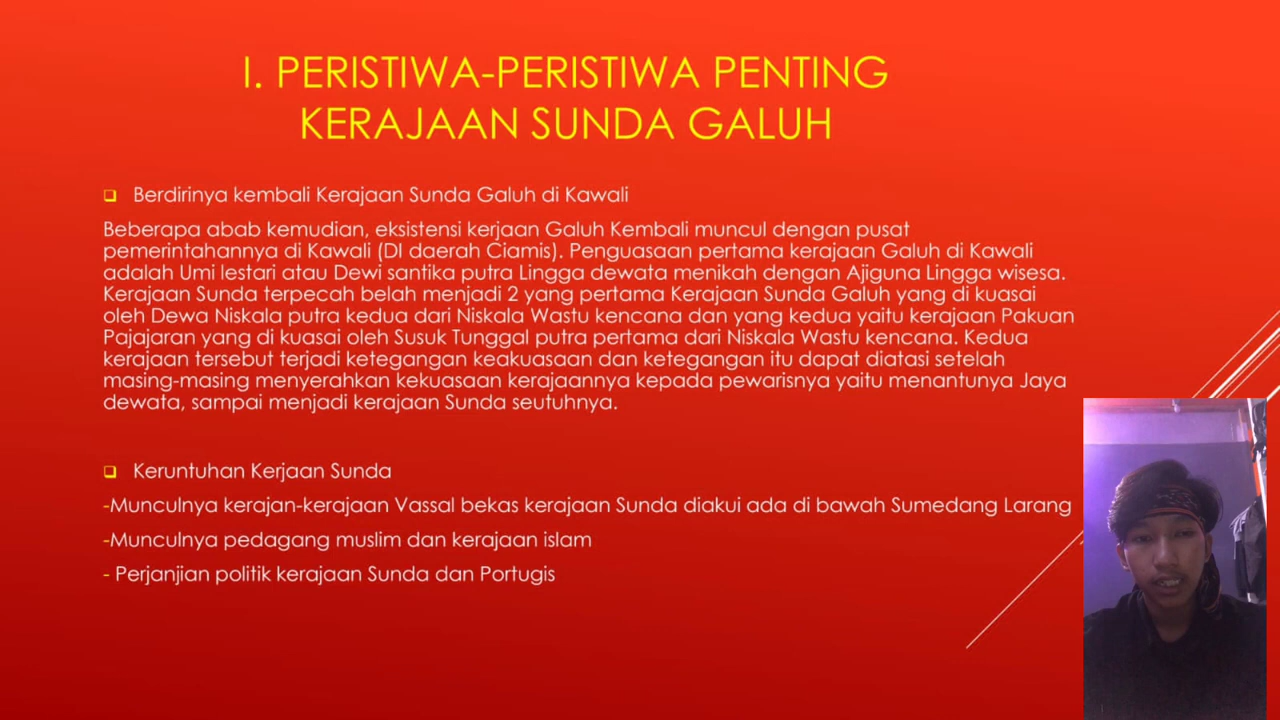 I. PERISTIWA-PERISTIWA PENTING
KERAJAAN SUNDA GALUH
Berdirinya kembali Kerajaan Sunda Galuh di Kawali
Beberapa abab kemudian, eksistensi kerjaan Galuh Kembali muncul dengan pusat
pemerintahannya di Kawali (DI daerah Ciamis). Penguasaan pertama kerajaan Galuh di Kawali
adalah Umi lestari atau Dewi santika putra Lingga dewata menikah dengan Ajiguna Lingga wisesa.
Kerajaan Sunda terpecah belah menjadi 2 yang pertama Kerajaan Sunda Galuh yang di kuasai
oleh Dewa Niskala putra kedua dari Niskala Wastu kencana dan yang kedua yaitu kerajaan Pakuan
Pajajaran yang di kuasai oleh Susuk Tunggal putra pertama dari Niskala Wastu kencana. Kedua
kerajaan tersebut terjadi ketegangan keakuasaan dan ketegangan itu dapat diatasi setelah
masing-masing menyerahkan kekuasaan kerajaannya kepada pewarisnya yaitu menantunya Jaya
dewata, sampai menjadi kerajaan Sunda seutuhnya.
Keruntuhan Kerjaan Sunda
-Munculnya kerajan-kerajaan Vassal bekas kerajaan Sunda diakui ada di bawah Sumedang Larang
-Munculnya pedagang muslim dan kerajaan islam
- Perjanjian politik kerajaan Sunda dan Portugis